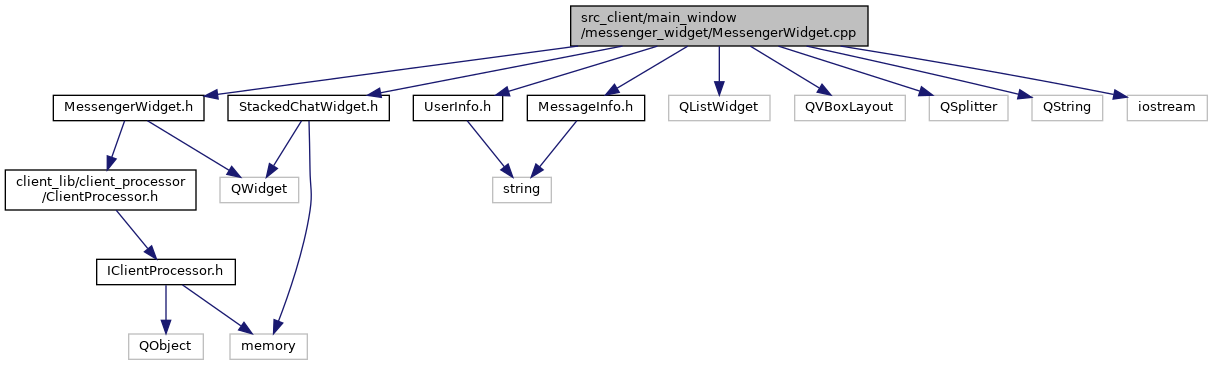 src_client/main_window
/messenger_widget/MessengerWidget.cpp
MessengerWidget.h
StackedChatWidget.h
UserInfo.h
MessageInfo.h
QListWidget
QVBoxLayout
QSplitter
QString
iostream
client_lib/client_processor
/ClientProcessor.h
QWidget
string
IClientProcessor.h
QObject
memory